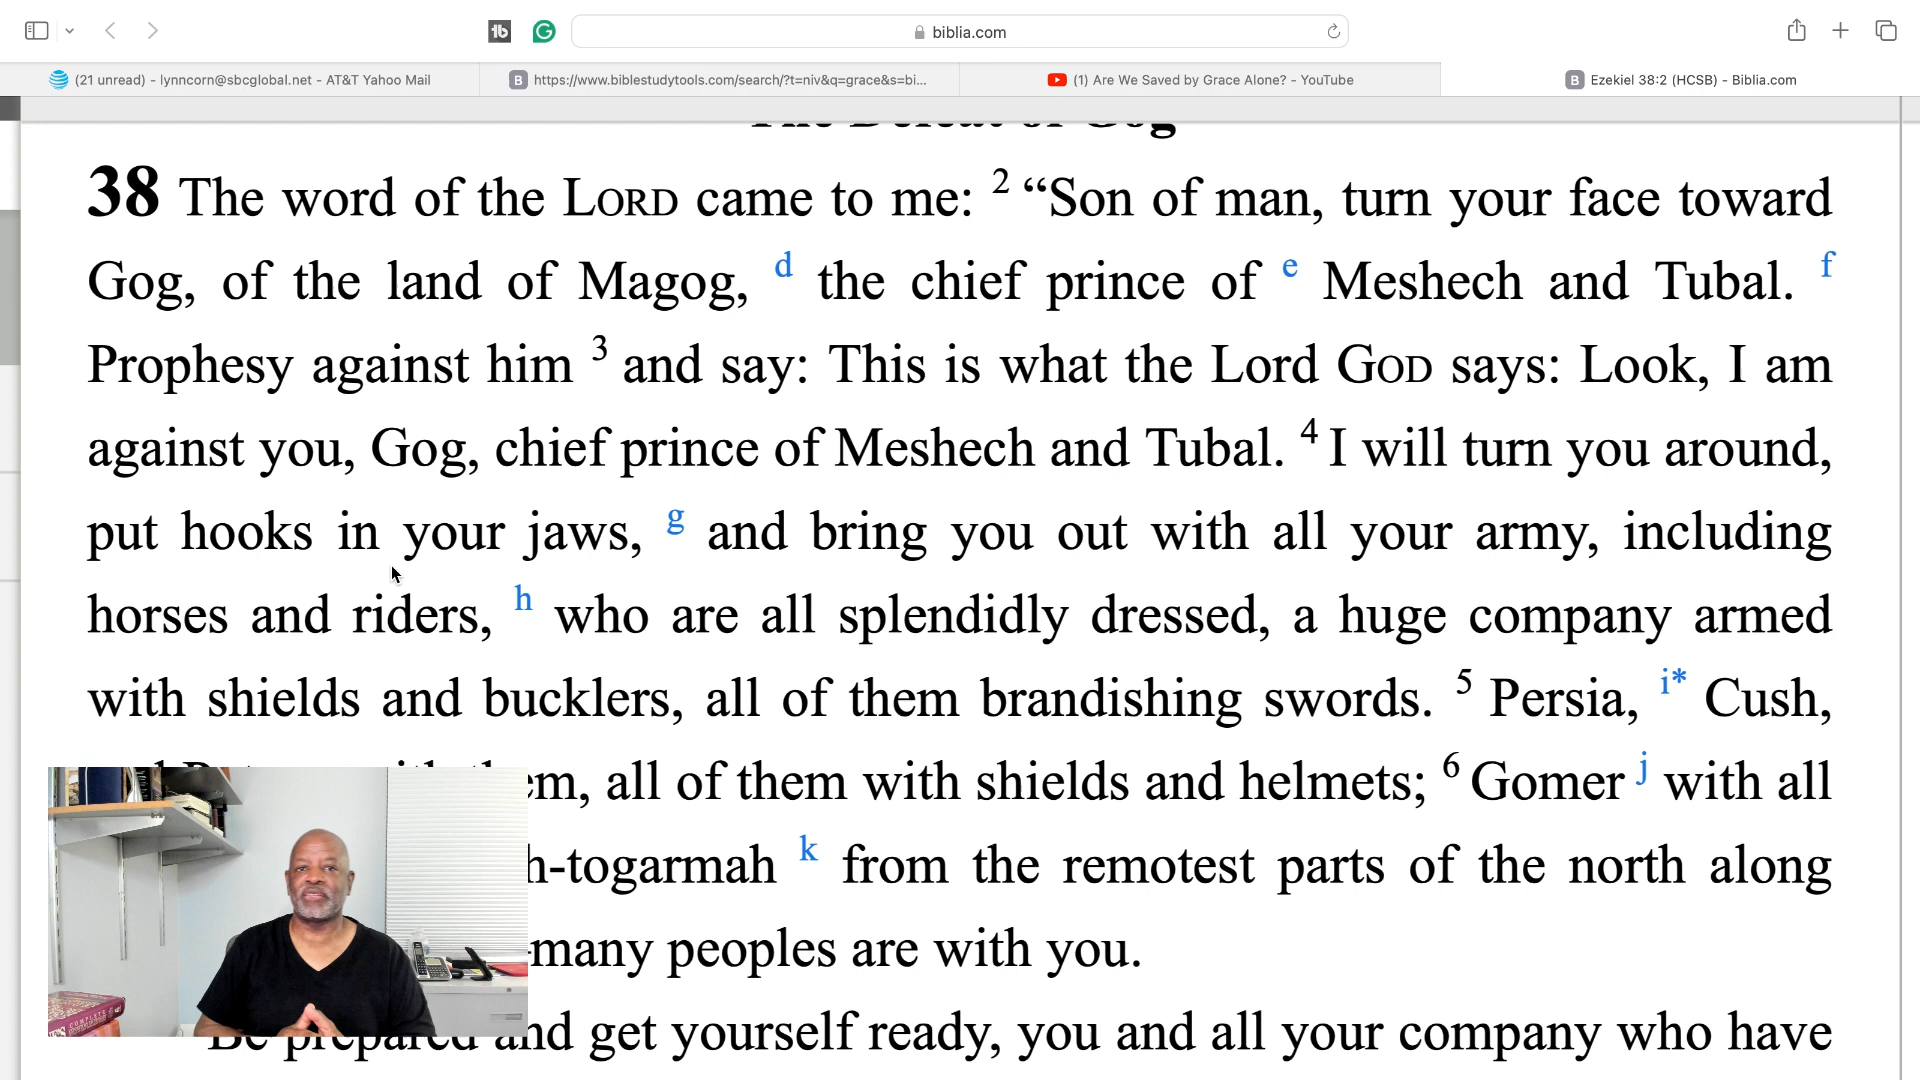 biblia.com
(21 unread) - lynncorn@sbcglobal.net - AT&T Yahoo Mail
https://www.biblestudytools.com/search/?t=niv&q=grace&s=bi...
(1) Are We Saved by Grace Alone? - YouTube
Ezekiel 38:2 (HCSB) - Biblia.com
The Defeat of Gog
38 The word of the LORD came to me: 2 “Son of man, turn your face toward
Gog, of the land of Magog, d the chief prince of e Meshech and Tubal. f
Prophesy against him 3 and say: This is what the Lord GOD says: Look, I am
against you, Gog, chief prince of Meshech and Tubal. 4 I will turn you around,
put hooks in your jaws, g and bring you out with all your army, including
horses and riders, h who are all splendidly dressed, a huge company armed
with shields and bucklers, all of them brandishing swords. 5 Persia, i* Cush,
all of them with shields and helmets; 6 Gomer j with all
h-togarmah k from the remotest parts of the north along
many peoples are with you.
Be prepared and get yourself ready, you and all your company who have
COMPLETE